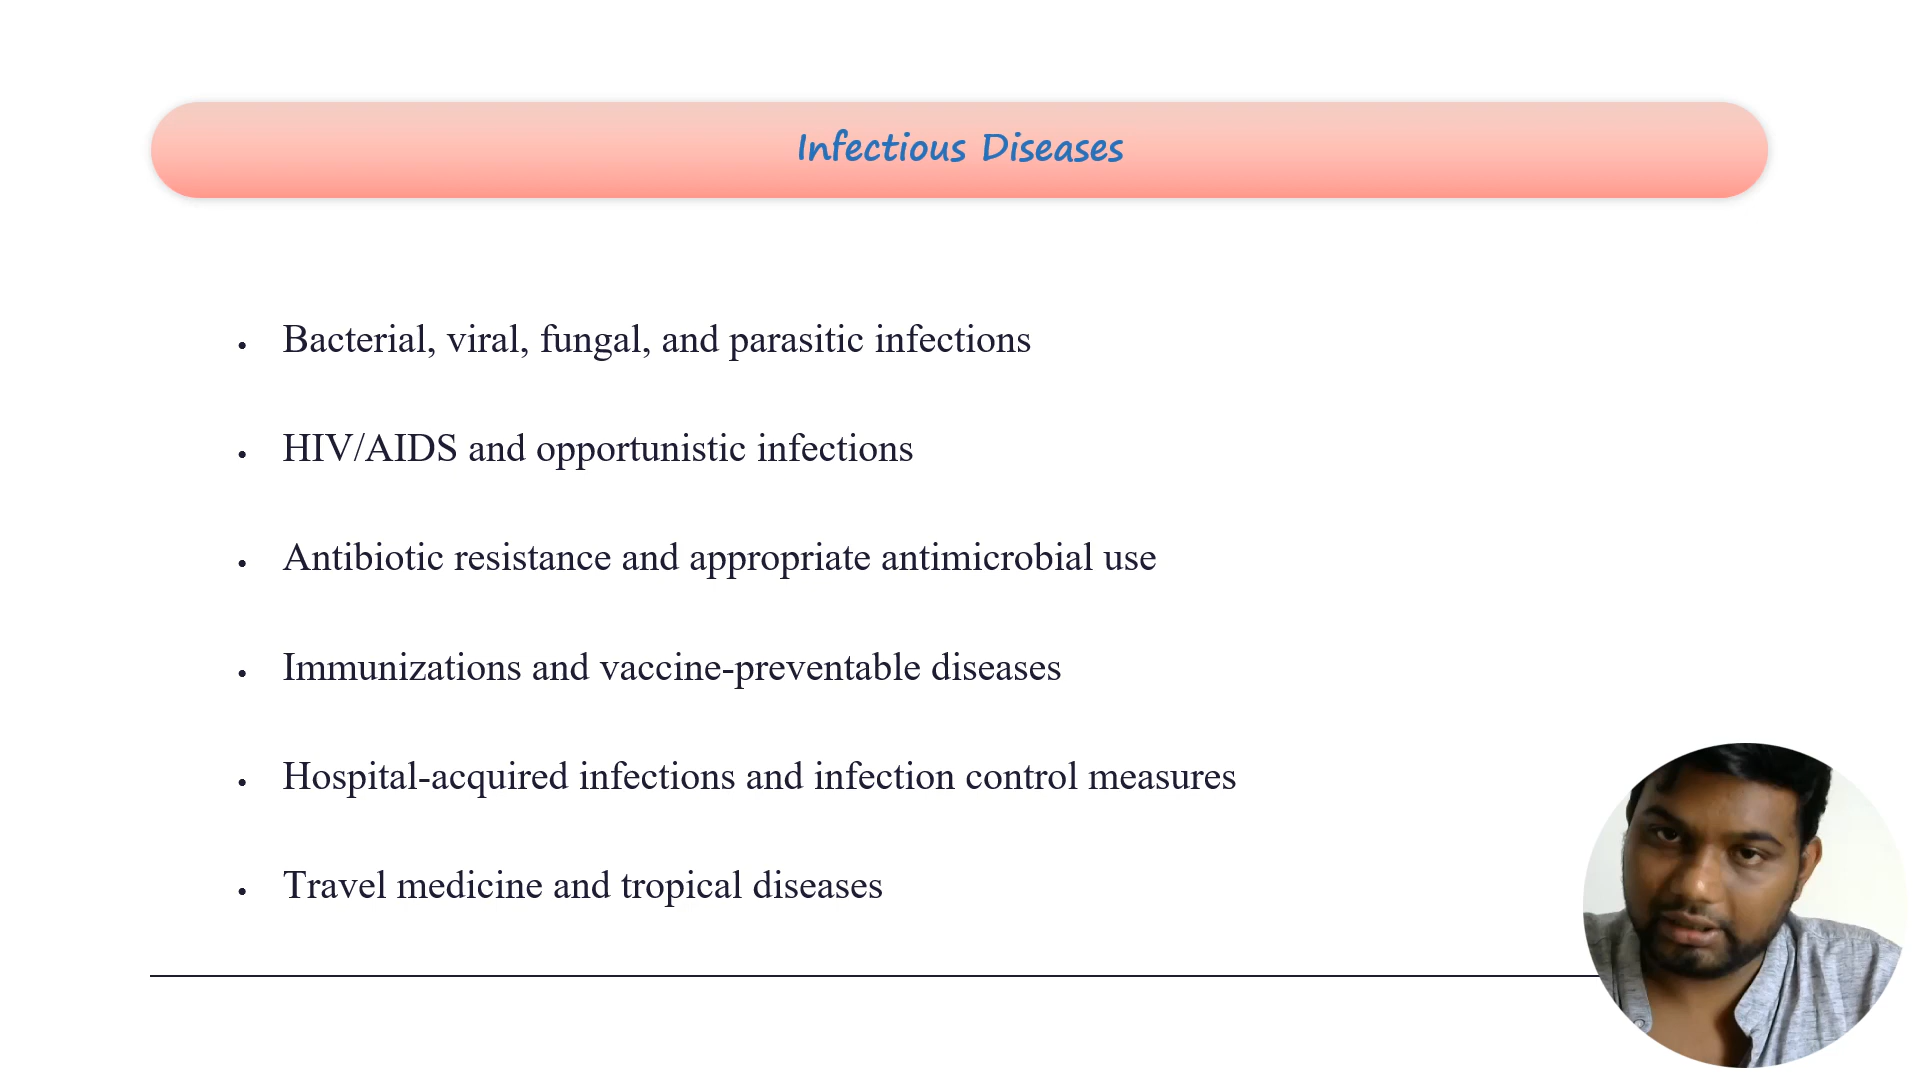 Infectious Diseases
• Bacterial, viral, fungal, and parasitic infections
• HIV/AIDS and opportunistic infections
• Antibiotic resistance and appropriate antimicrobial use
• Immunizations and vaccine-preventable diseases
• Hospital-acquired infections and infection control measures
• Travel medicine and tropical diseases